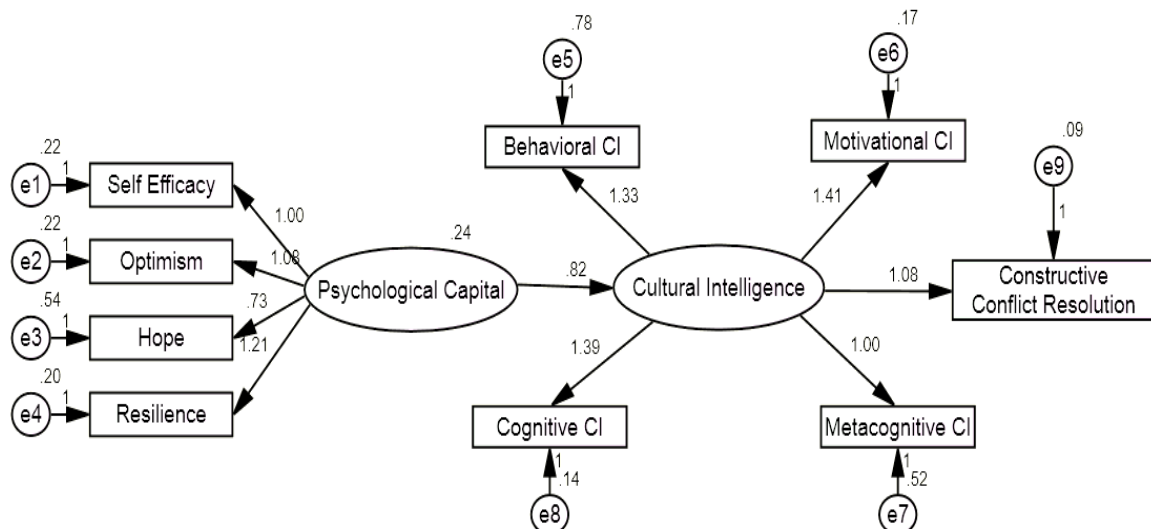 .78
e5
1
Behavioral CI
.17
e6
1
Motivational CI
.09
e9
1
Constructive
Conflict Resolution
.22
e1
1
Self Efficacy
.22
e2
1
Optimism
.54
e3
1
Hope
.20
e4
1
Resilience
1.00
1.08
.73
1.21
.24
Psychological Capital
.82
Cultural Intelligence
1.33
1.41
1.08
1.39
1.00
Cognitive CI
1
.14
e8
Metacognitive CI
1
.52
e7